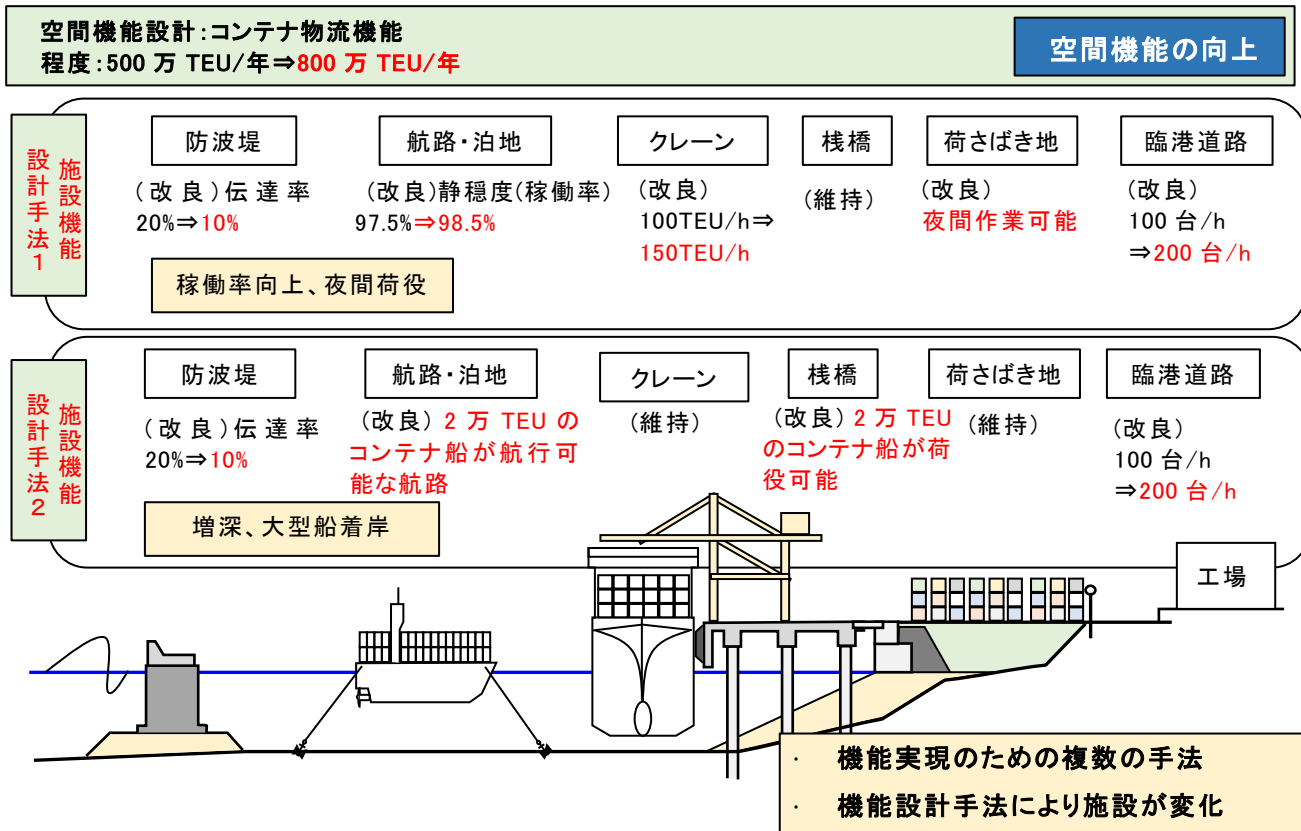 空間機能設計：コンテナ物流機能
程度：500 万 TEU/年⇒800 万 TEU/年
空間機能の向上
施設機能
設計手法1
防波堤
(改良)伝達率
20%⇒10%
航路・泊地
(改良)静穏度(稼働率)
97.5%⇒98.5%
クレーン
(改良)
100TEU/h⇒
150TEU/h
桟橋
(維持)
荷さばき地
(改良)
夜間作業可能
臨港道路
(改良)
100 台/h
⇒200 台/h
稼働率向上、夜間荷役
施設機能
設計手法2
防波堤
(改良)伝達率
20%⇒10%
航路・泊地
(改良) 2 万 TEU の
コンテナ船が航行可
能な航路
クレーン
(維持)
桟橋
(改良) 2 万 TEU
のコンテナ船が荷
役可能
荷さばき地
(維持)
臨港道路
(改良)
100 台/h
⇒200 台/h
増深、大型船着岸
工場
· 機能実現のための複数の手法
· 機能設計手法により施設が変化